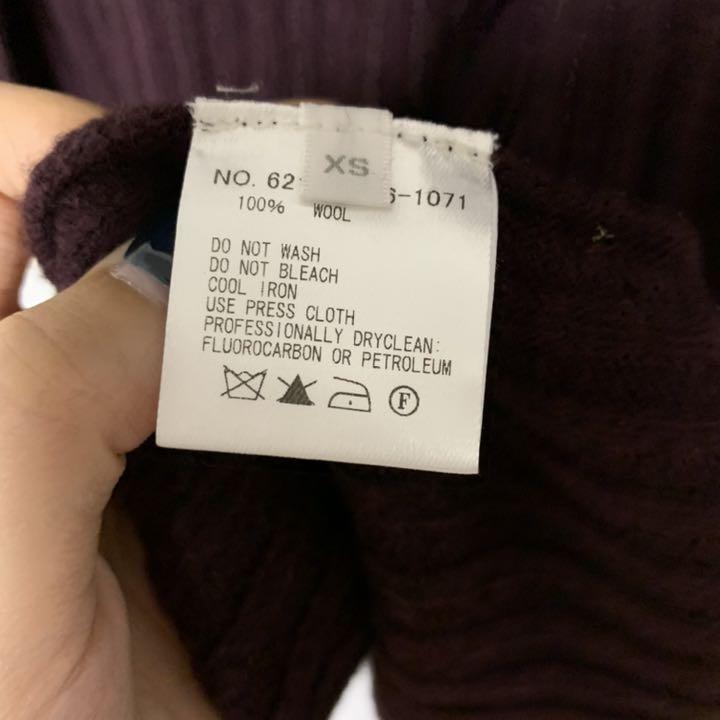 XS
NO. 62 6-1071
100% WOOL
DO NOT WASH
DO NOT BLEACH
COOL IRON
USE PRESS CLOTH
PROFESSIONALLY DRYCLEAN:
FLUOROCARBON OR PETROLEUM
F